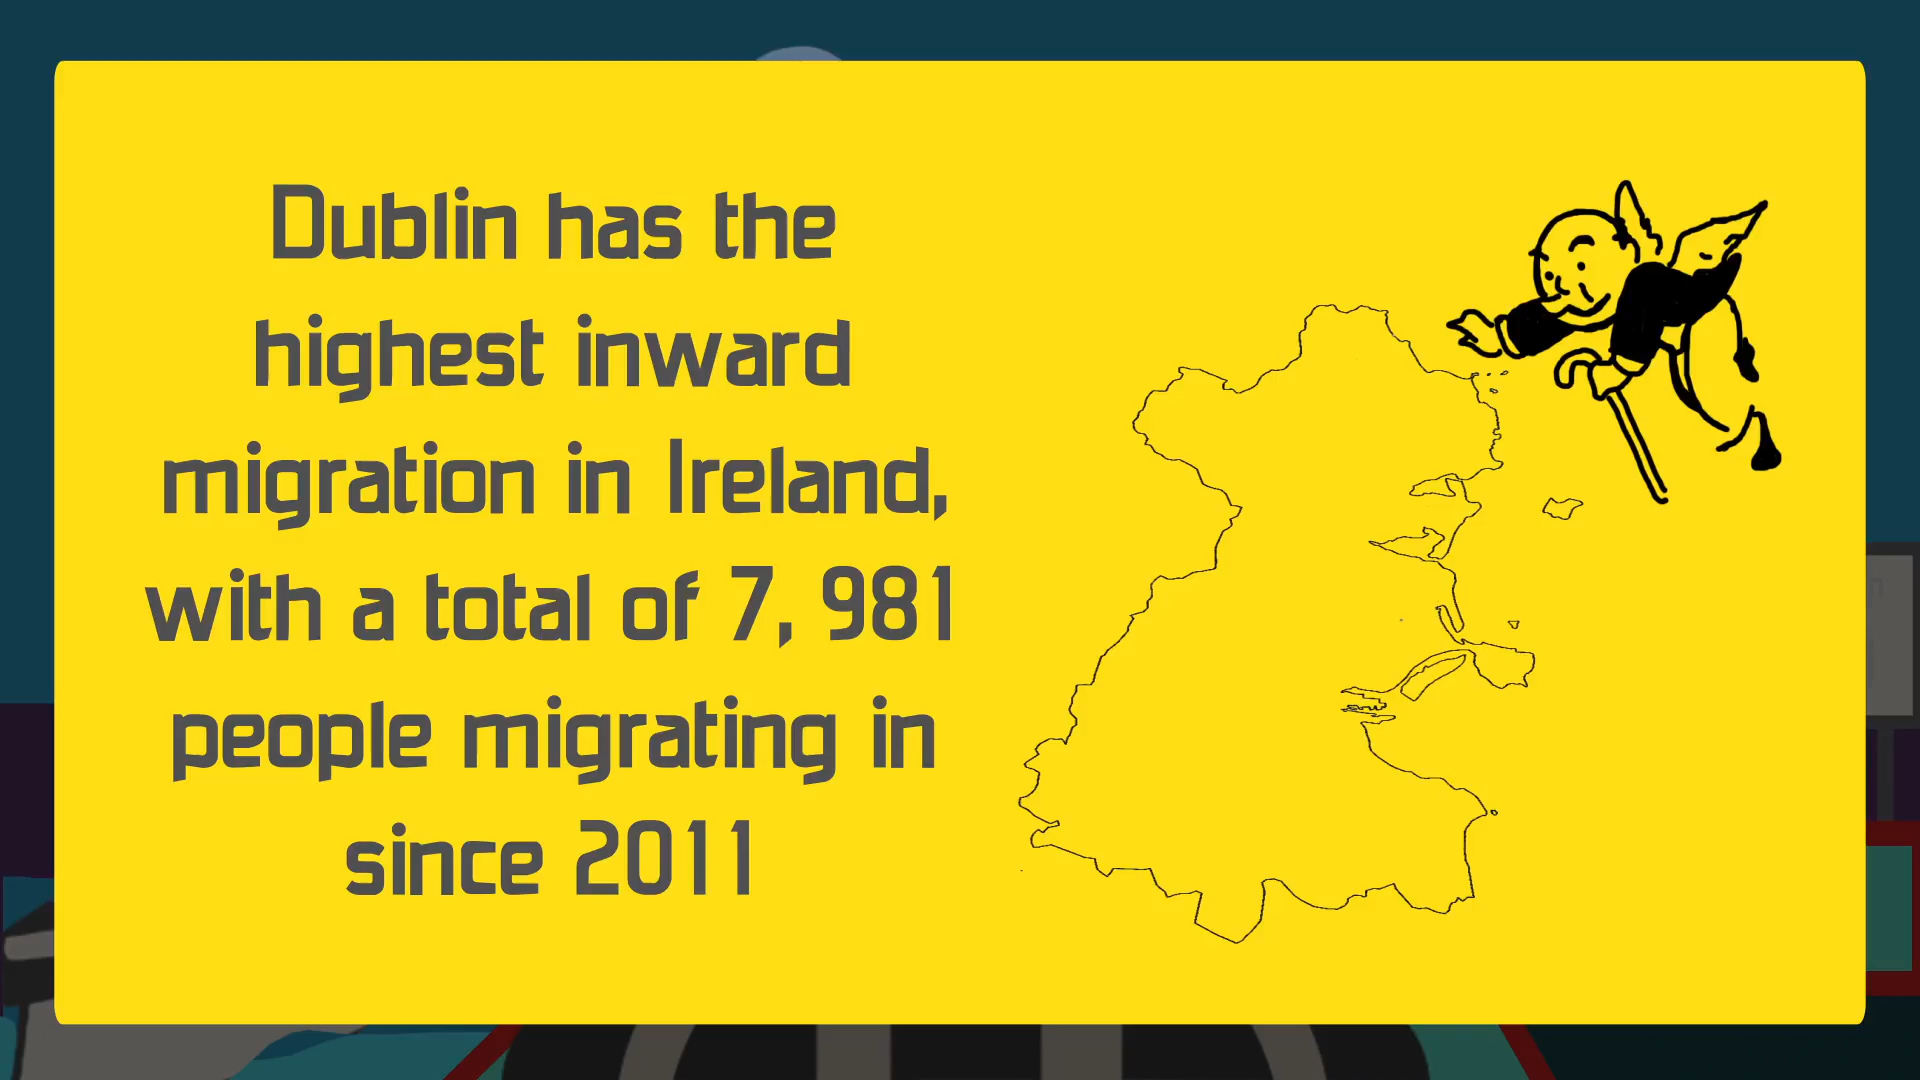 Dublin has the
highest inward
migration in Ireland,
with a total of 7, 981
people migrating in
since 2011